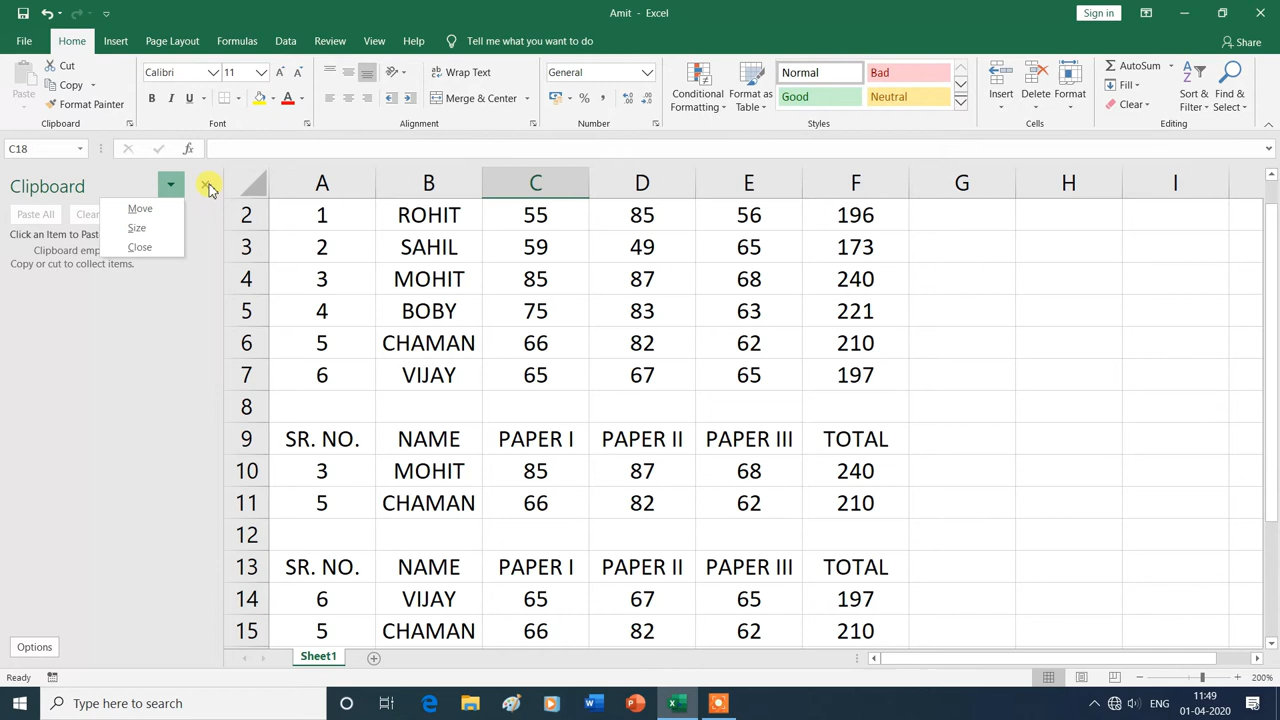 Amit - Excel
Sign in
File Home Insert Page Layout Formulas Data Review View Help Tell me what you want to do Share
Paste Cut Copy Format Painter
Calibri 11
B I U A A A
Wrap Text
Merge & Center
General
% ,
Conditional Formatting
Format as Table
Normal Bad
Good Neutral
Insert Delete Format
AutoSum
Fill
Clear
Sort & Filter
Find & Select
Clipboard Font Alignment Number Styles Cells Editing
C18 fx
Clipboard
Move
Size
Close
Paste All Clear
Click an Item to Paste
Clipboard
Copy or cut to collect items.
A B C D E F G H I
2 1 ROHIT 55 85 56 196
3 2 SAHIL 59 49 65 173
4 3 MOHIT 85 87 68 240
5 4 BOBY 75 83 63 221
6 5 CHAMAN 66 82 62 210
7 6 VIJAY 65 67 65 197
8
9 SR. NO. NAME PAPER I PAPER II PAPER III TOTAL
10 3 MOHIT 85 87 68 240
11 5 CHAMAN 66 82 62 210
12
13 SR. NO. NAME PAPER I PAPER II PAPER III TOTAL
14 6 VIJAY 65 67 65 197
15 5 CHAMAN 66 82 62 210
Options
Sheet1
Ready 200%
Type here to search
ENG
11:49
01-04-2020